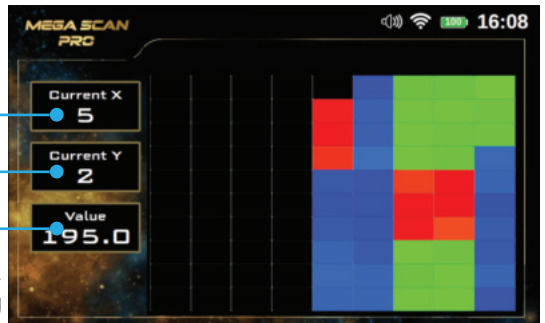 MEGA SCAN
PRO
100
16:08
Current X
5
Current Y
2
Value
195.0